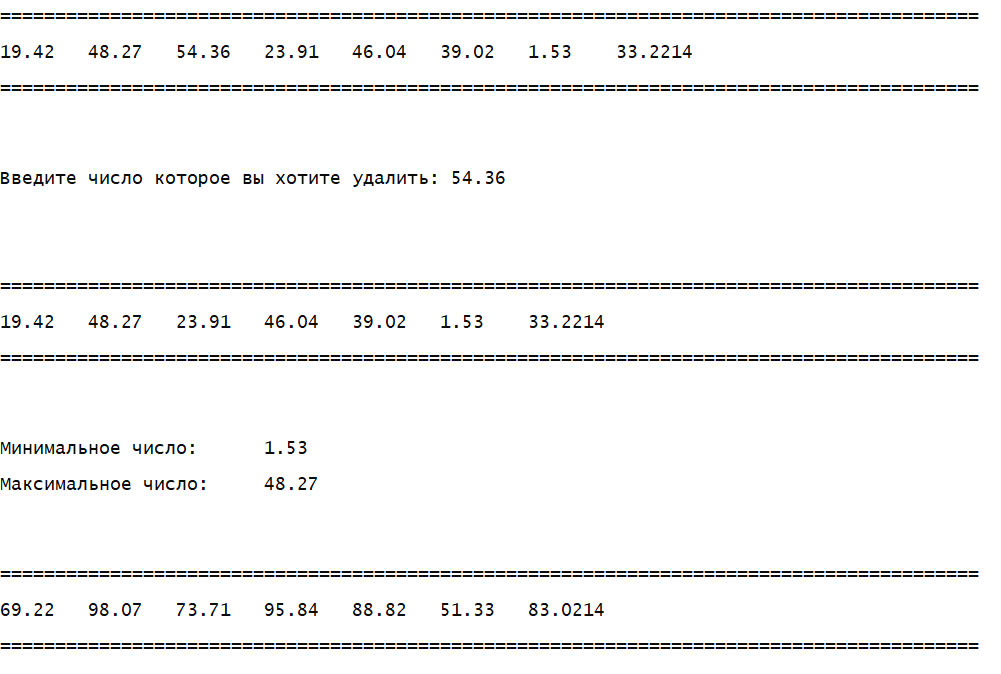 =========================================================================================
19.42   48.27   54.36   23.91   46.04   39.02   1.53    33.2214
=========================================================================================
Введите число которое вы хотите удалить: 54.36
=========================================================================================
19.42   48.27   23.91   46.04   39.02   1.53    33.2214
=========================================================================================
Минимальное число:      1.53
Максимальное число:     48.27
=========================================================================================
69.22   98.07   73.71   95.84   88.82   51.33   83.0214
=========================================================================================